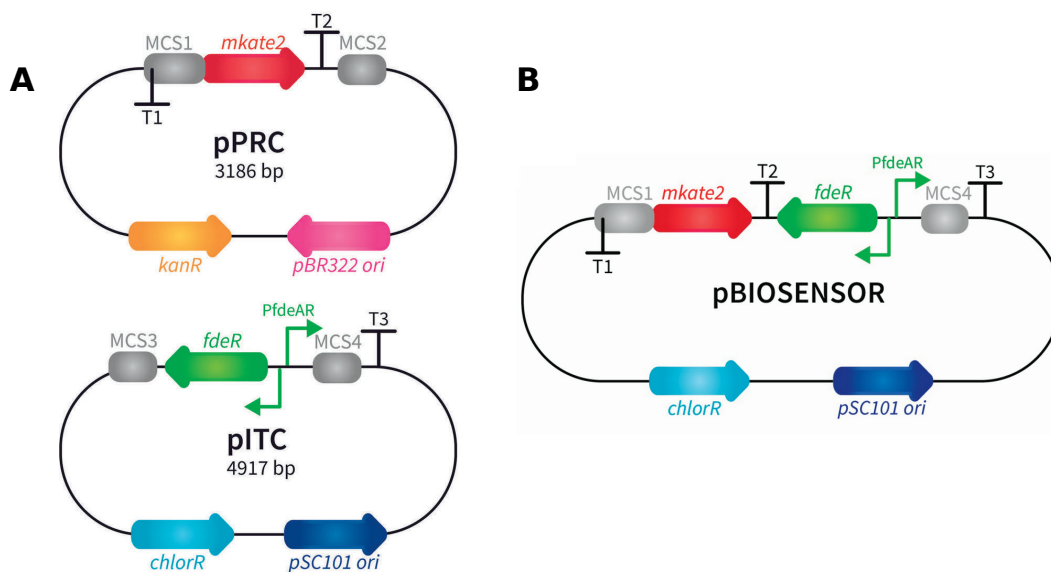 A
T2
MCS1
mkate2
MCS2
T1
pPRC
3186 bp
kanR
pBR322 ori
PfdeAR
T3
MCS3
fdeR
MCS4
pITC
4917 bp
chlorR
pSC101 ori
B
PfdeAR
T2
T3
MCS1
mkate2
fdeR
MCS4
T1
pBIOSENSOR
chlorR
pSC101 ori